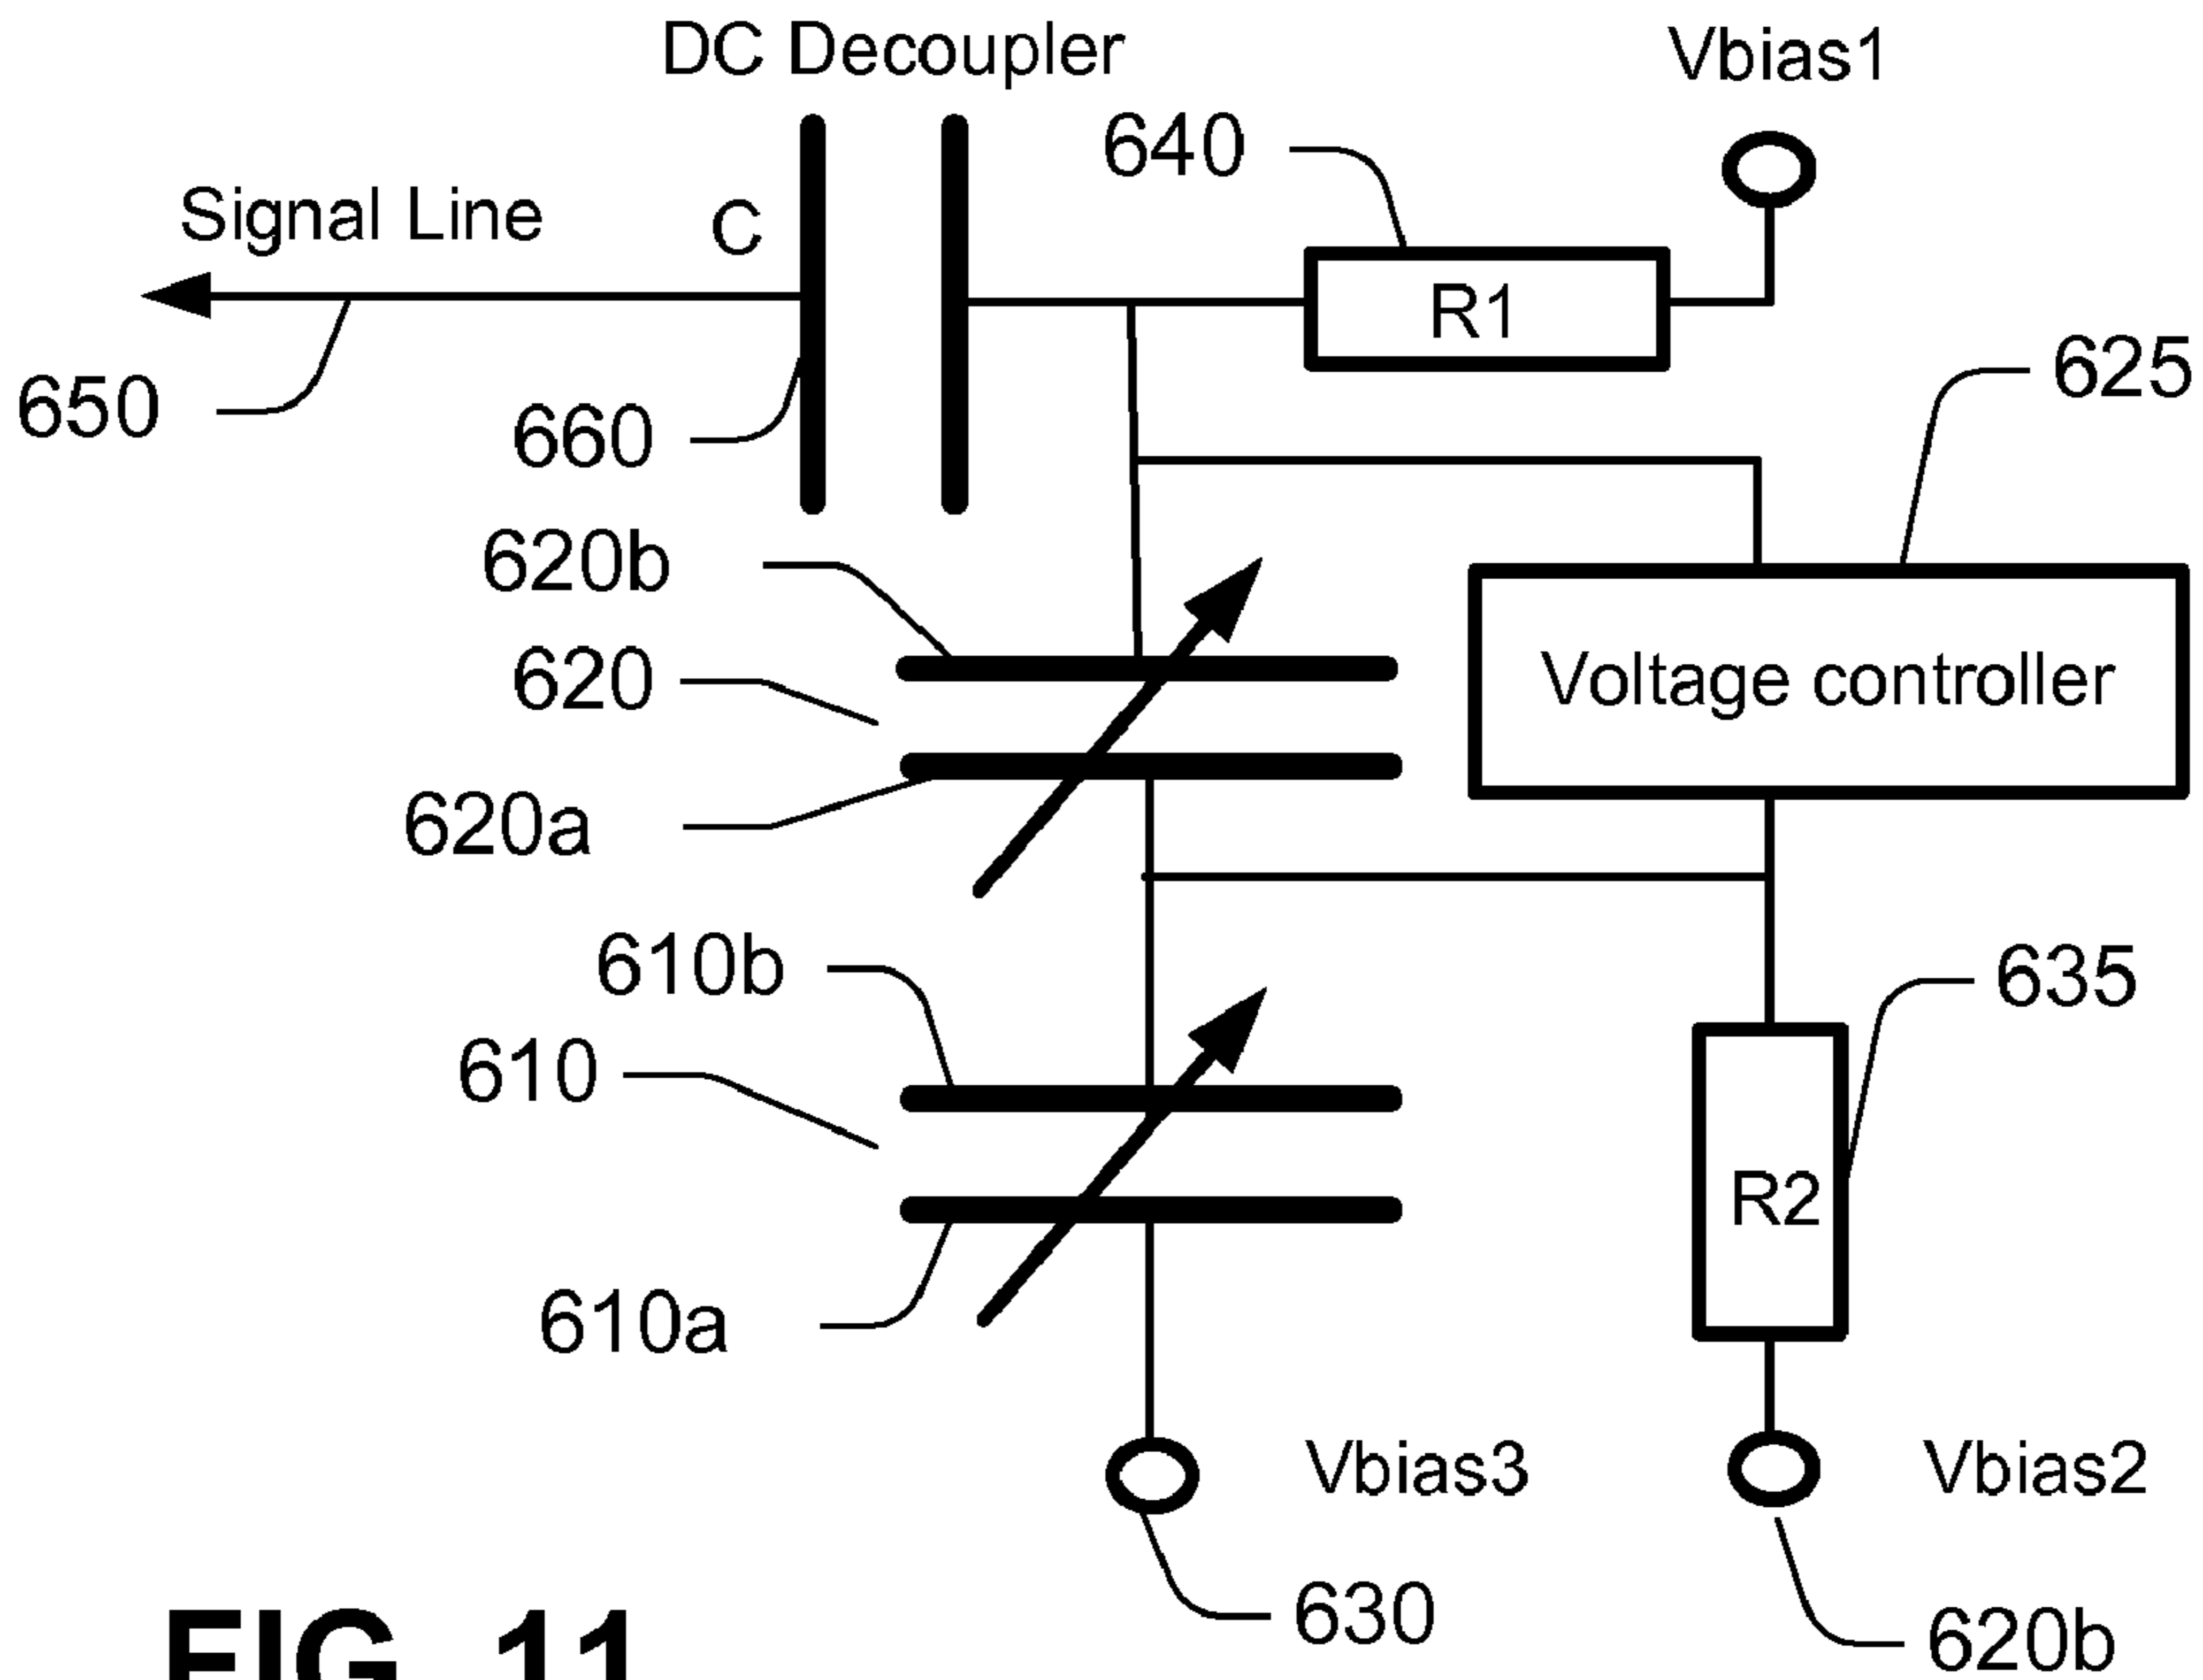 DC Decoupler
Vbias1
640
Signal Line
C
R1
625
650
660
620b
620
Voltage controller
620a
610b
635
610
R2
610a
Vbias3
Vbias2
630
620b
FIG. 11